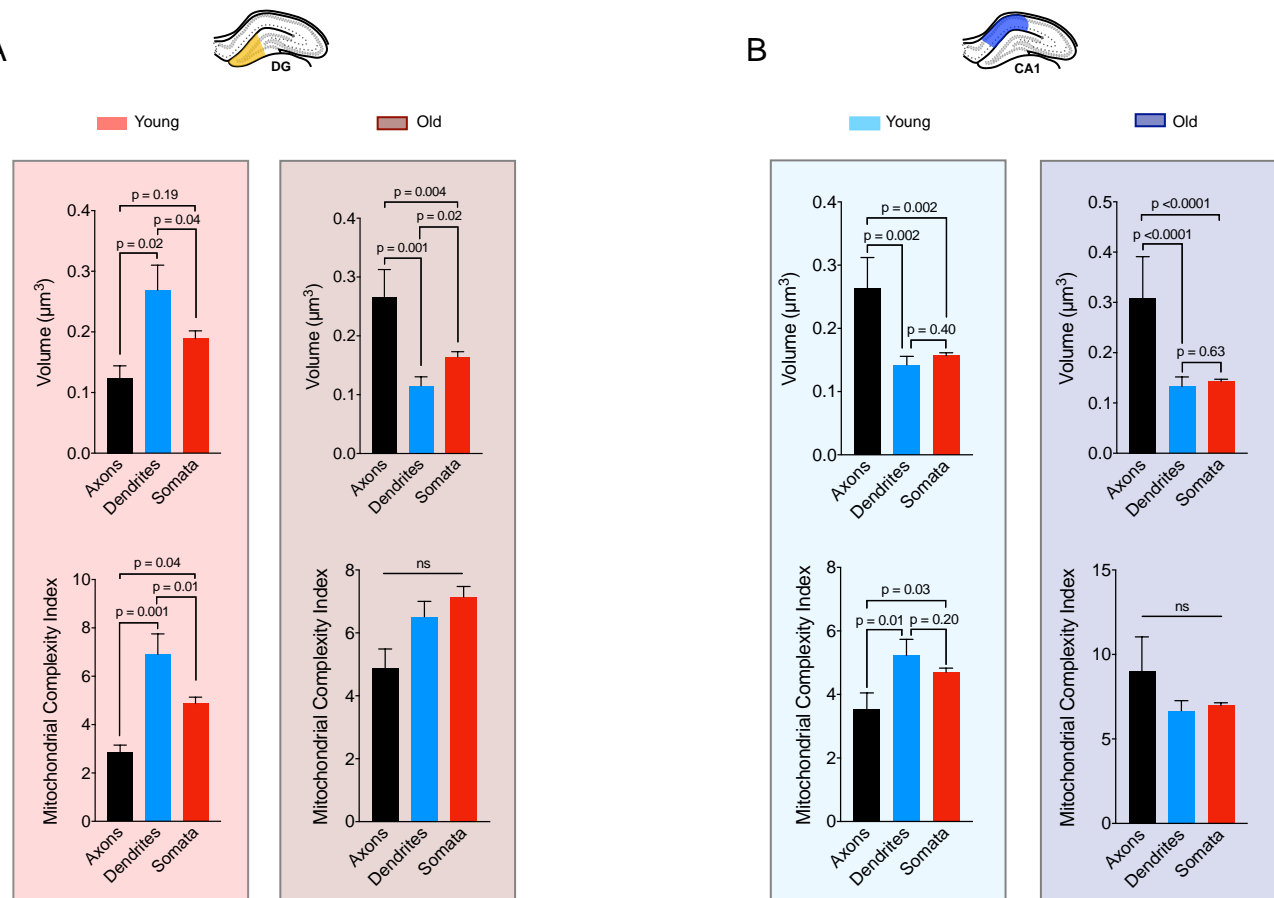 A
DG
Young
Old
p = 0.19
p = 0.04
p = 0.02
0.4
0.3
0.2
0.1
0.0
Volume (µm³)
Axons
Dendrites
Somata
p = 0.004
p = 0.02
p = 0.001
0.4
0.3
0.2
0.1
0.0
Volume (µm³)
Axons
Dendrites
Somata
p = 0.04
p = 0.01
p = 0.001
10
8
6
4
2
0
Mitochondrial Complexity Index
Axons
Dendrites
Somata
ns
8
6
4
2
0
Mitochondrial Complexity Index
Axons
Dendrites
Somata
B
CA1
Young
Old
p = 0.002
p = 0.002
p = 0.40
0.4
0.3
0.2
0.1
0.0
Volume (µm³)
Axons
Dendrites
Somata
p <0.0001
p <0.0001
p = 0.63
0.5
0.4
0.3
0.2
0.1
0.0
Volume (µm³)
Axons
Dendrites
Somata
p = 0.03
p = 0.01
p = 0.20
8
6
4
2
0
Mitochondrial Complexity Index
Axons
Dendrites
Somata
ns
15
10
5
0
Mitochondrial Complexity Index
Axons
Dendrites
Somata